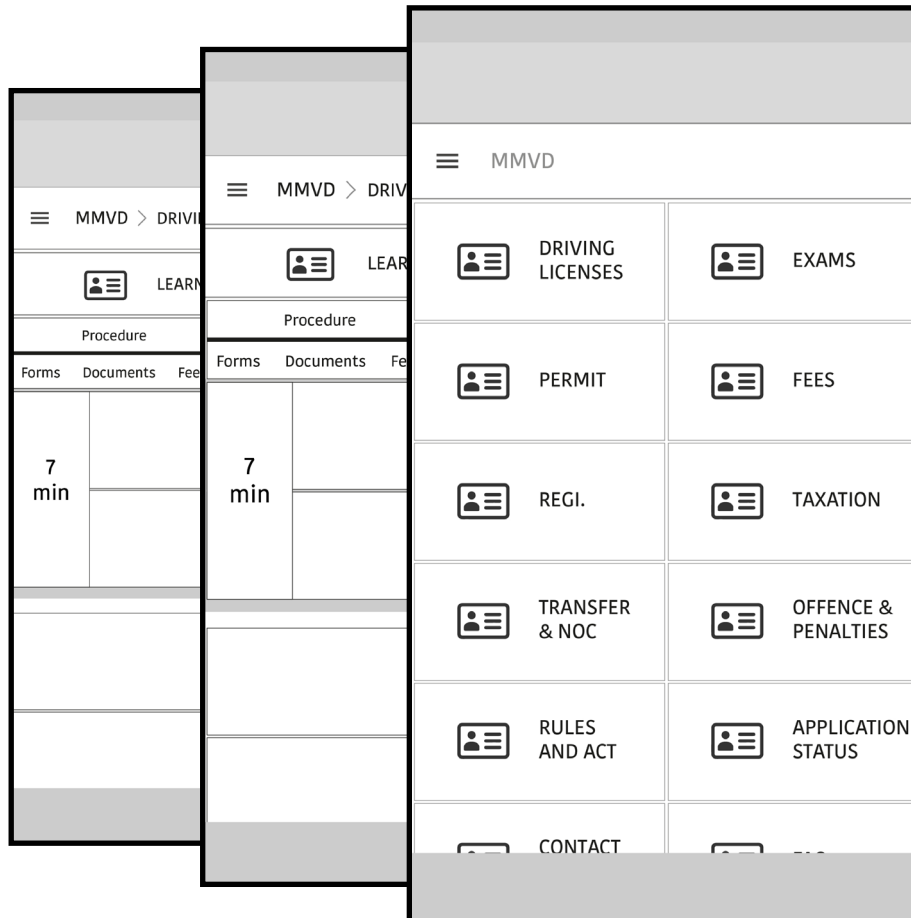 MMVD > DRIVI
LEARN
Procedure
Forms Documents Fee
7
min
MMVD > DRIV
LEAR
Procedure
Forms Documents Fe
7
min
MMVD
DRIVING
LICENSES
EXAMS
PERMIT
FEES
REGI.
TAXATION
TRANSFER
& NOC
OFFENCE &
PENALTIES
RULES
AND ACT
APPLICATION
STATUS
CONTACT